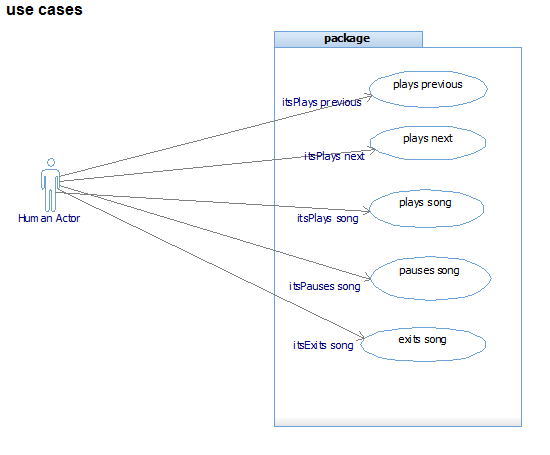 use cases
package
plays previous
itsPlays previous
plays next
itsPlays next
plays song
itsPlays song
Human Actor
pauses song
itsPauses song
exits song
itsExits song